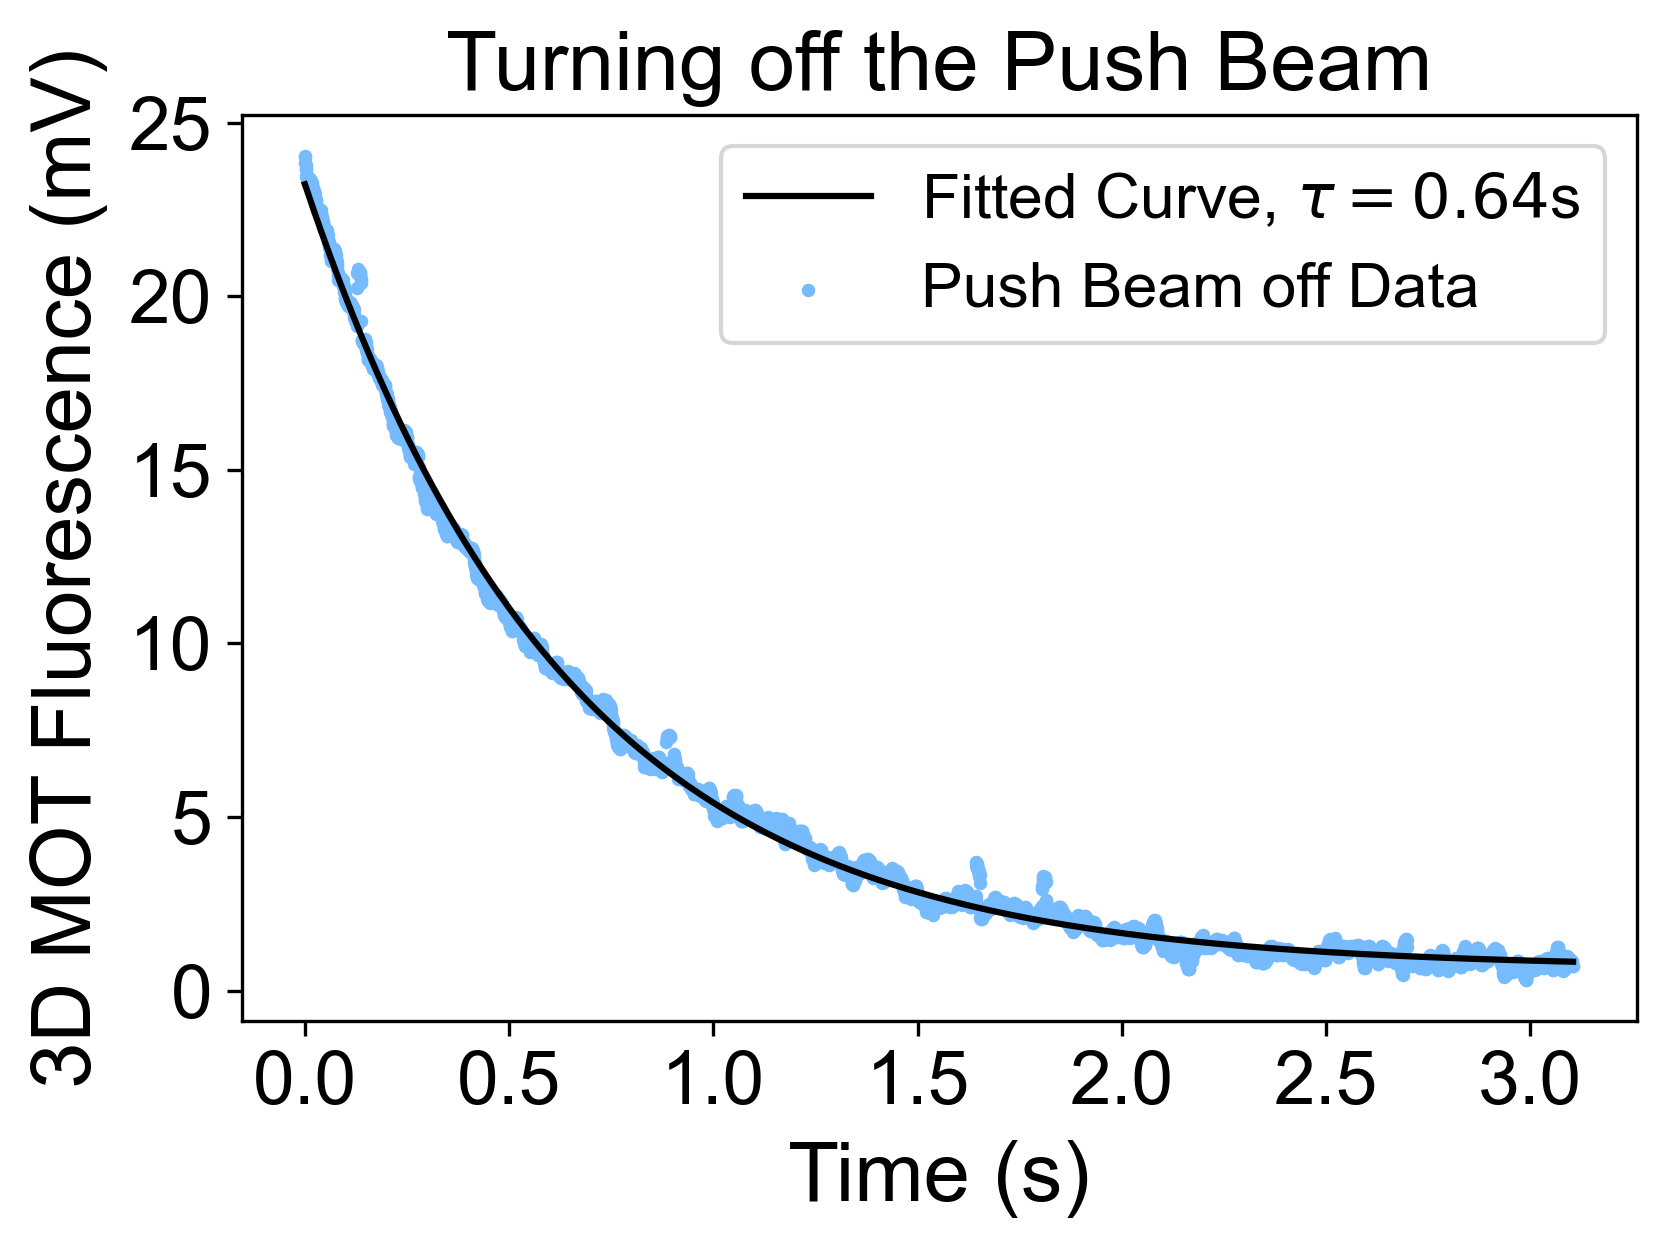 Turning off the Push Beam
3D MOT Fluorescence (mV)
25
20
15
10
5
0
Fitted Curve, τ = 0.64s
Push Beam off Data
0.0 0.5 1.0 1.5 2.0 2.5 3.0
Time (s)